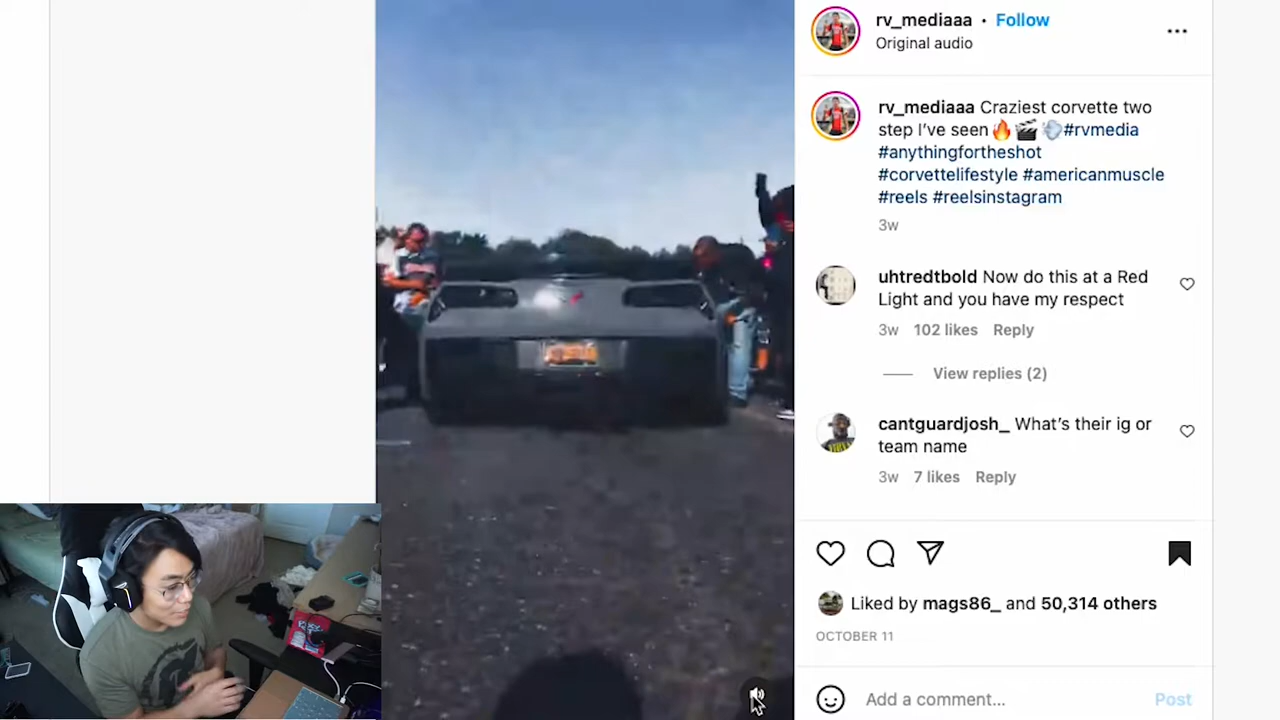 rv_mediaaa • Follow
Original audio
rv_mediaaa Craziest corvette two
step I’ve seen🔥🎬💨#rvmedia
#anythingfortheshot
#corvettelifestyle #americanmuscle
#reels #reelsinstagram
3w
uhtredtbold Now do this at a Red
Light and you have my respect
3w 102 likes Reply
View replies (2)
cantguardjosh_ What’s their ig or
team name
3w 7 likes Reply
Liked by mags86_ and 50,314 others
OCTOBER 11
Add a comment... Post